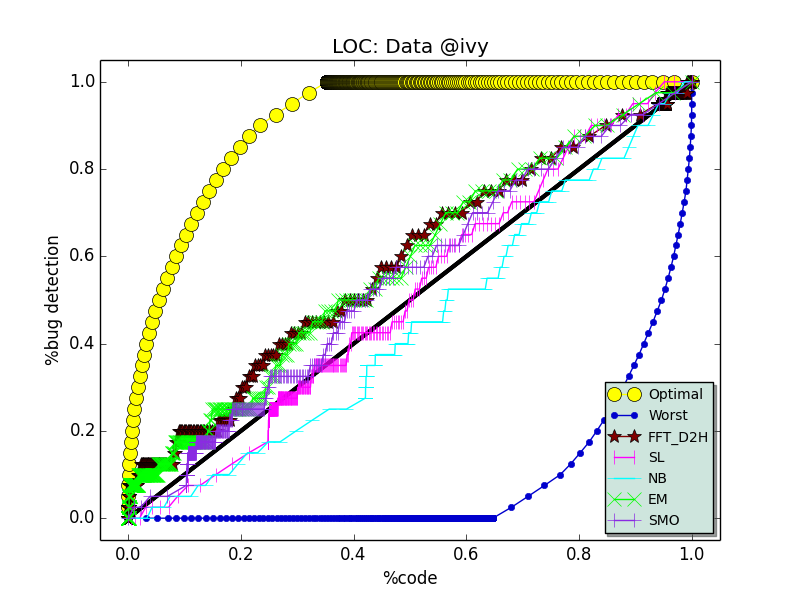 LOC: Data @ivy
1.0
0.8
0.6
0.4
0.2
0.0
%bug detection
0.0 0.2 0.4 0.6 0.8 1.0
%code
Optimal
Worst
FFT_D2H
SL
NB
EM
SMO